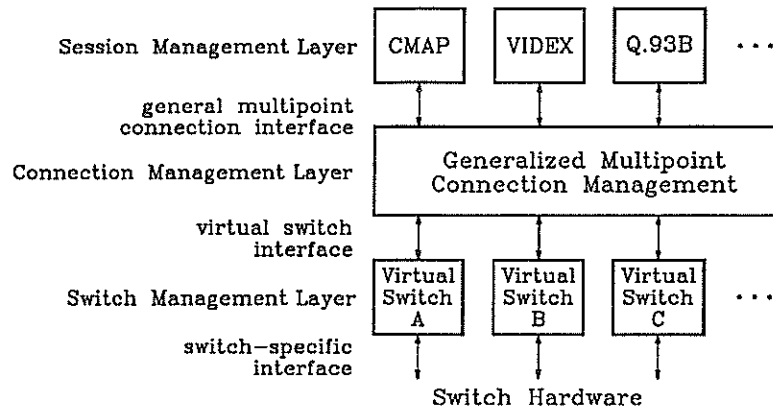 Session Management Layer
CMAP
VIDEX
Q.93B
...
general multipoint
connection interface
Connection Management Layer
Generalized Multipoint
Connection Management
virtual switch
interface
Switch Management Layer
Virtual
Switch
A
Virtual
Switch
B
Virtual
Switch
C
...
switch-specific
interface
Switch Hardware